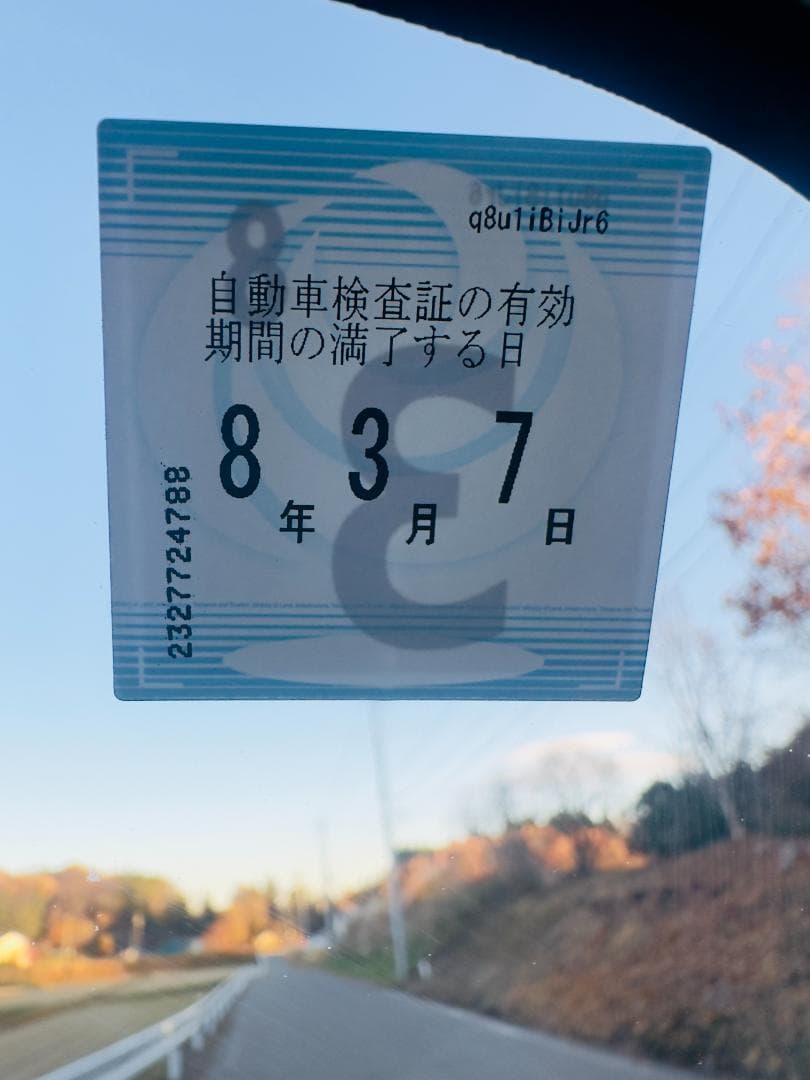 q8u1iBiJr6
自動車検査証の有効
期間の満了する日
8年 3月 7日
2327724788